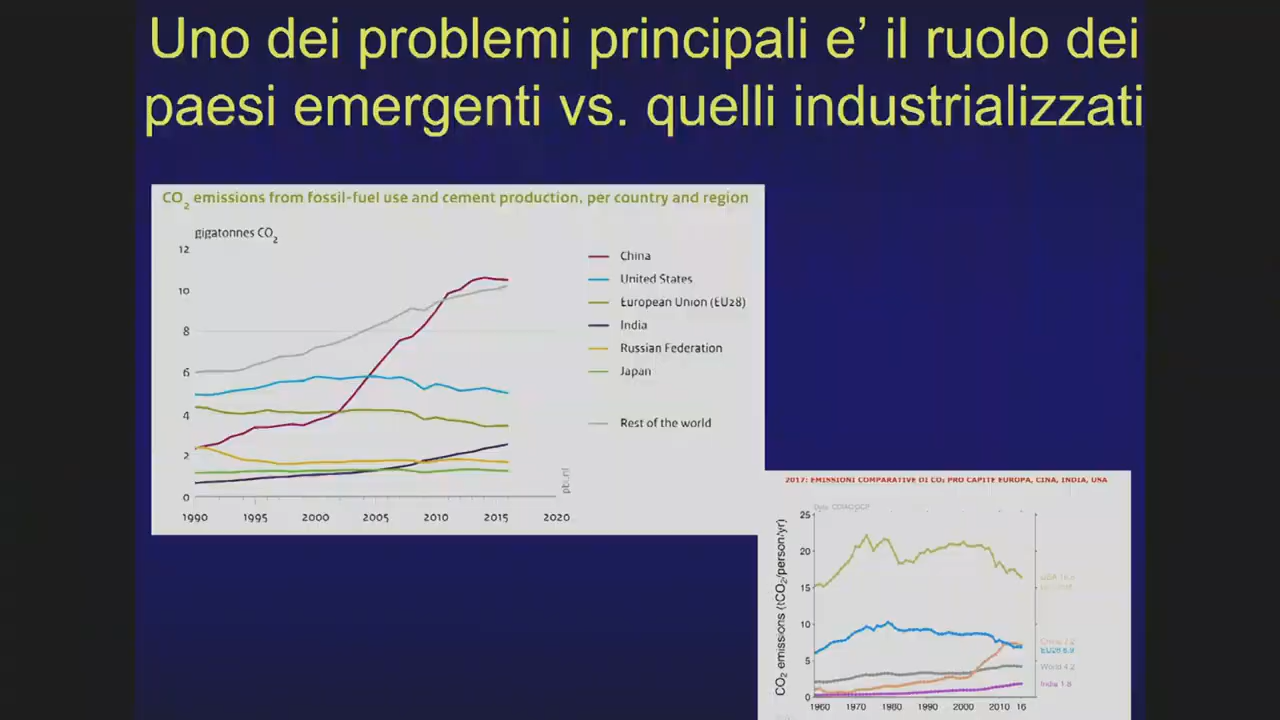 Uno dei problemi principali e’ il ruolo dei
paesi emergenti vs. quelli industrializzati
CO2 emissions from fossil-fuel use and cement production, per country and region
gigatonnes CO2
12
10
8
6
4
2
0
1990 1995 2000 2005 2010 2015 2020
China
United States
European Union (EU28)
India
Russian Federation
Japan
Rest of the world
pbl.nl
2017: EMISSIONI COMPARATIVE DI CO2 PRO CAPITE EUROPA, CINA, INDIA, USA
Data: CDIAC/GCP
CO2 emissions (tCO2/person/yr)
25
20
15
10
5
0
1960 1970 1980 1990 2000 2010 16
China 7.2
EU28 6.9
World 4.2
India 1.8